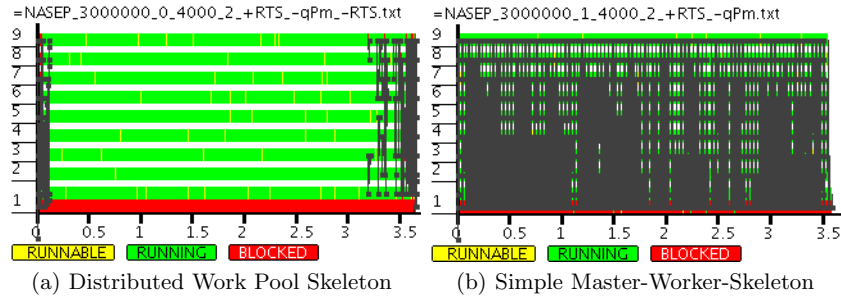 =NASEP_3000000_0_4000_2_+RTS_-qPm_-RTS.txt
9
8
7
6
5
4
3
2
1
0 0.5 1 1.5 2 2.5 3 3.5
RUNNABLE RUNNING BLOCKED
(a) Distributed Work Pool Skeleton
=NASEP_3000000_1_4000_2_+RTS_-qPm.txt
9
8
7
6
5
4
3
2
1
0 0.5 1 1.5 2 2.5 3 3.5
RUNNABLE RUNNING BLOCKED
(b) Simple Master-Worker-Skeleton